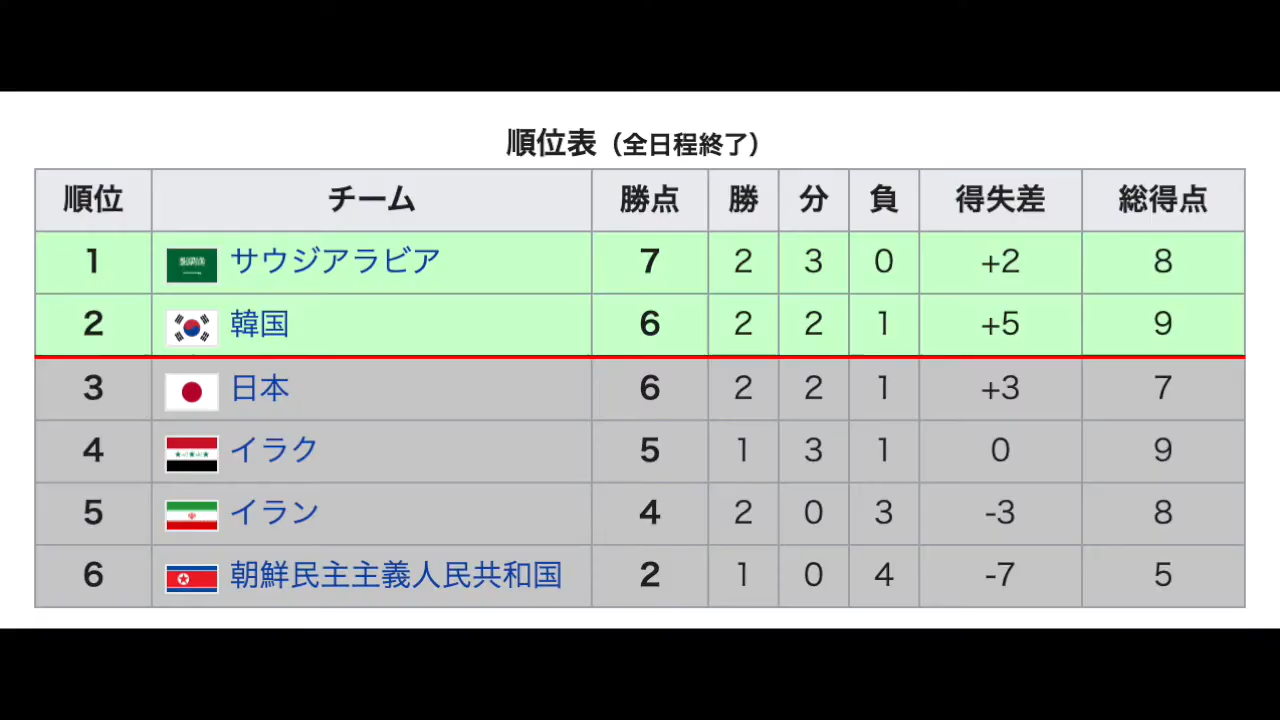 順位表（全日程終了）
順位 チーム 勝点 勝 分 負 得失差 総得点
1 サウジアラビア 7 2 3 0 +2 8
2 韓国 6 2 2 1 +5 9
3 日本 6 2 2 1 +3 7
4 イラク 5 1 3 1 0 9
5 イラン 4 2 0 3 -3 8
6 朝鮮民主主義人民共和国 2 1 0 4 -7 5